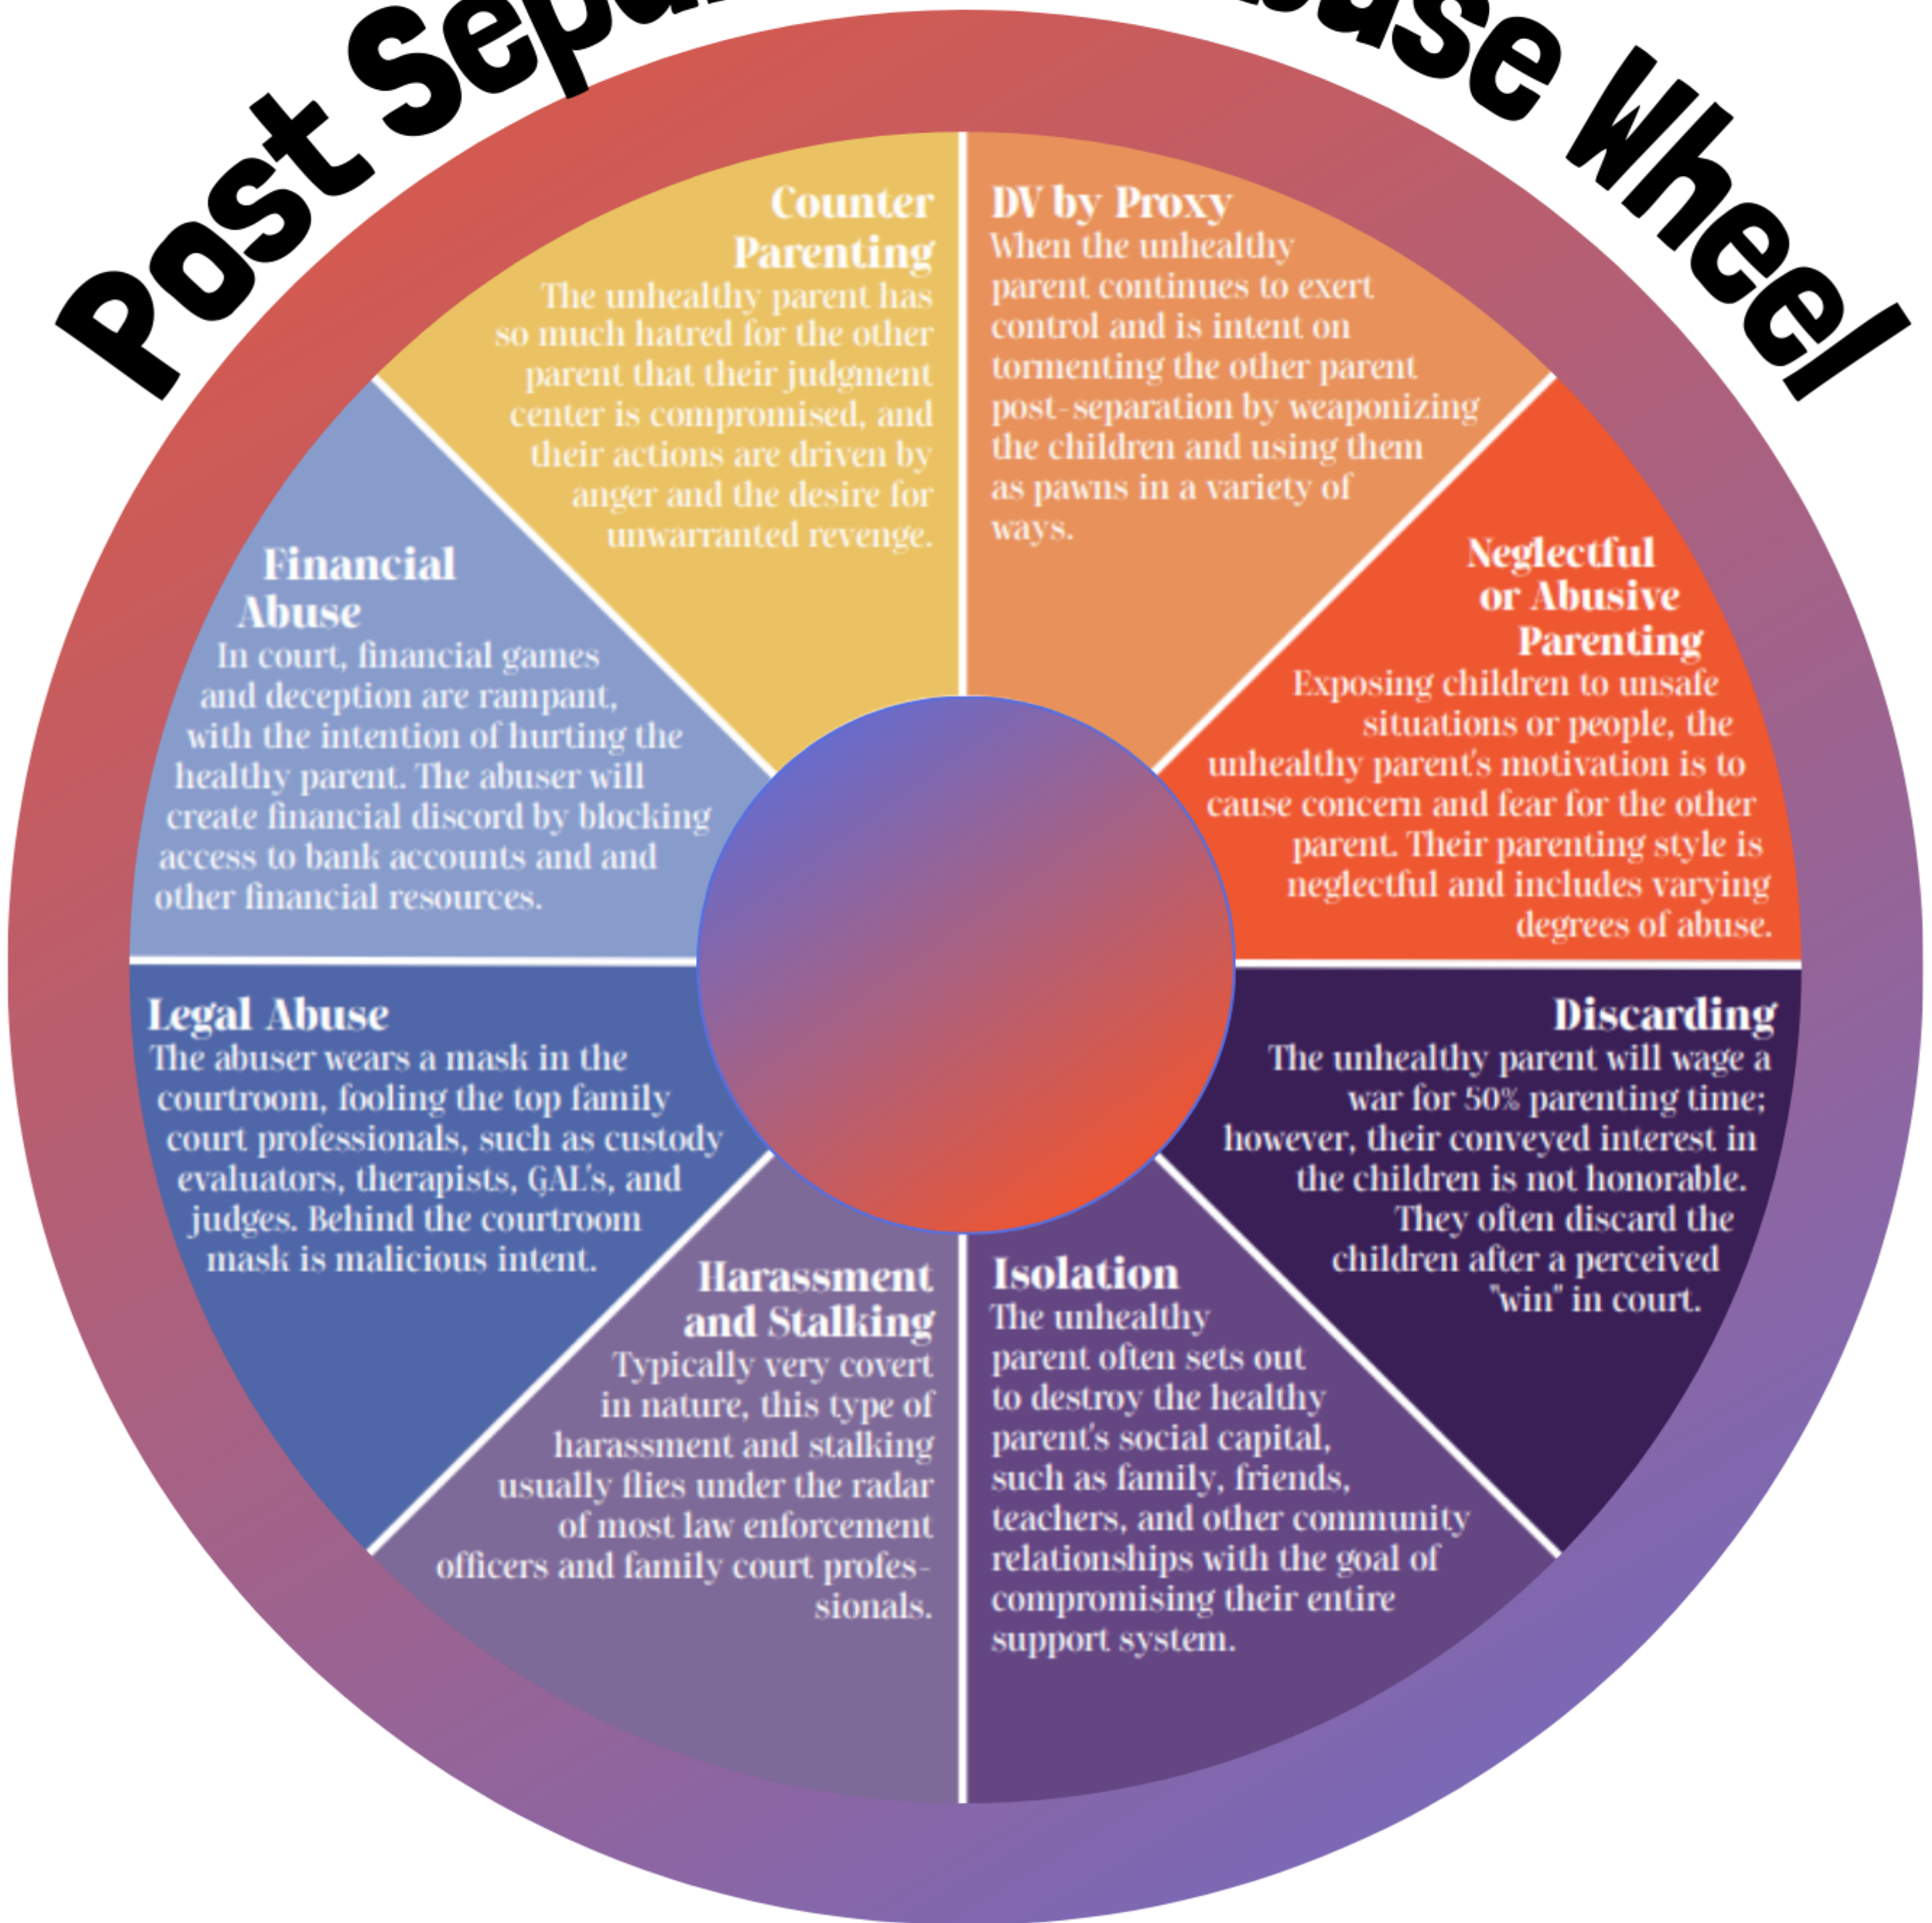 Post Wheel
Counter
Parenting
The unhealthy parent has
so much hatred for the other
parent that their judgment
center is compromised, and
their actions are driven by
anger and the desire for
unwarranted revenge.
DV by Proxy
When the unhealthy
parent continues to exert
control and is intent on
tormenting the other parent
post-separation by weaponizing
the children and using them
as pawns in a variety of
ways.
Neglectful
or Abusive
Parenting
Exposing children to unsafe
situations or people, the
unhealthy parent's motivation is to
cause concern and fear for the other
parent. Their parenting style is
neglectful and includes varying
degrees of abuse.
Discarding
The unhealthy parent will wage a
war for 50% parenting time;
however, their conveyed interest in
the children is not honorable.
They often discard the
children after a perceived
"win" in court.
Isolation
The unhealthy
parent often sets out
to destroy the healthy
parent's social capital,
such as family, friends,
teachers, and other community
relationships with the goal of
compromising their entire
support system.
Harassment
and Stalking
Typically very covert
in nature, this type of
harassment and stalking
usually flies under the radar
of most law enforcement
officers and family court profes-
sionals.
Legal Abuse
The abuser wears a mask in the
courtroom, fooling the top family
court professionals, such as custody
evaluators, therapists, GAL's, and
judges. Behind the courtroom
mask is malicious intent.
Financial
Abuse
In court, financial games
and deception are rampant,
with the intention of hurting the
healthy parent. The abuser will
create financial discord by blocking
access to bank accounts and and
other financial resources.